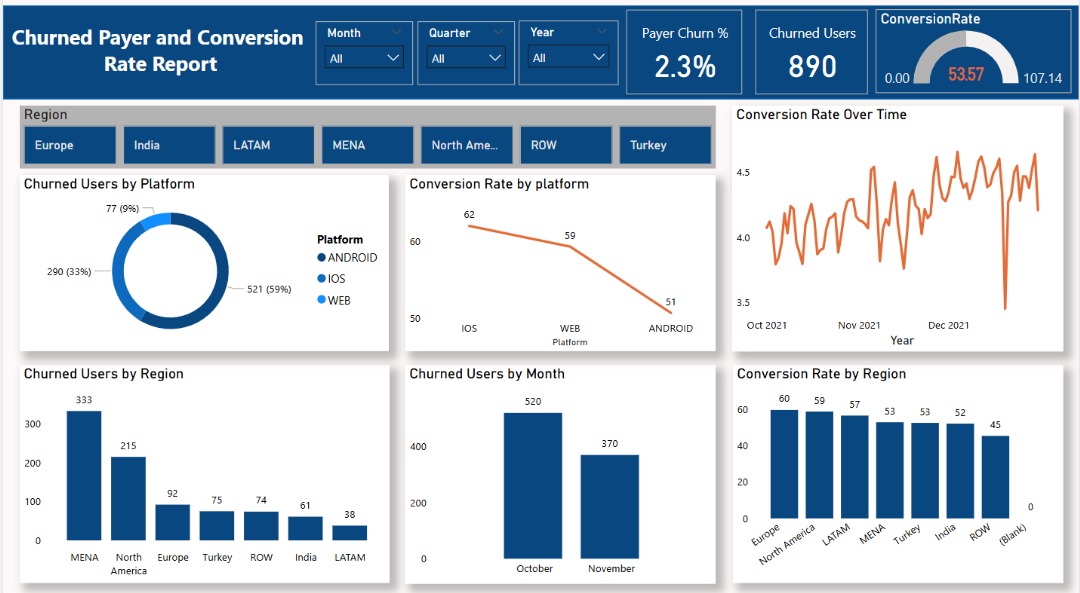 Churned Payer and Conversion
Rate Report
Month
All
Quarter
All
Year
All
Payer Churn %
2.3%
Churned Users
890
ConversionRate
0.00
53.57
107.14
Region
Europe
India
LATAM
MENA
North Ame...
ROW
Turkey
Churned Users by Platform
77 (9%)
290 (33%)
521 (59%)
Platform
ANDROID
IOS
WEB
Conversion Rate by platform
62
59
51
60
50
IOS
WEB
ANDROID
Platform
Conversion Rate Over Time
4.5
4.0
3.5
Oct 2021
Nov 2021
Dec 2021
Year
Churned Users by Region
333
215
92
75
74
61
38
300
200
100
0
MENA
North
America
Europe
Turkey
ROW
India
LATAM
Churned Users by Month
520
370
400
200
0
October
November
Conversion Rate by Region
60
59
57
53
53
52
45
0
60
40
20
0
Europe
North America
LATAM
MENA
Turkey
India
ROW
(Blank)